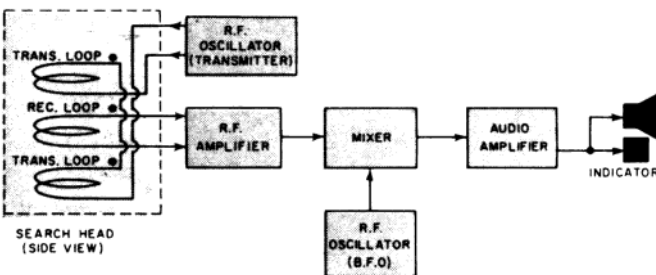 TRANS. LOOP
REC. LOOP
TRANS. LOOP
SEARCH HEAD
(SIDE VIEW)
R.F.
OSCILLATOR
(TRANSMITTER)
R.F.
AMPLIFIER
MIXER
AUDIO
AMPLIFIER
INDICATOR
R.F.
OSCILLATOR
(B.F.O)